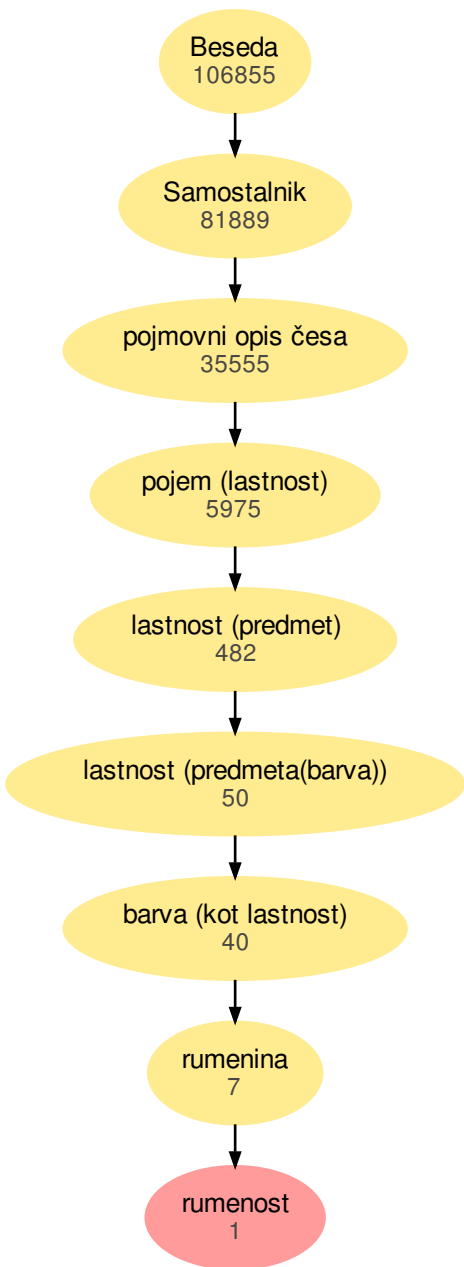 Beseda
106855
Samostalnik
81889
pojmovni opis česa
35555
pojem (lastnost)
5975
lastnost (predmet)
482
lastnost (predmeta(barva))
50
barva (kot lastnost)
40
rumenina
7
rumenost
1